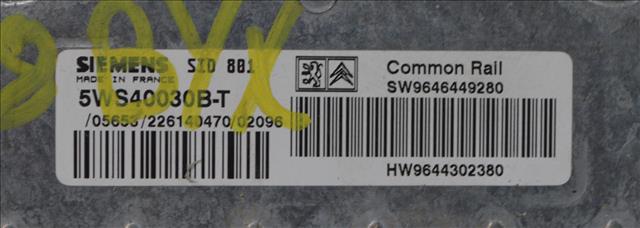 SIEMENS SID 801
MADE IN FRANCE
5WS40030B-T
/05653/226140470/02096
Common Rail
SW9646449280
HW9644302380